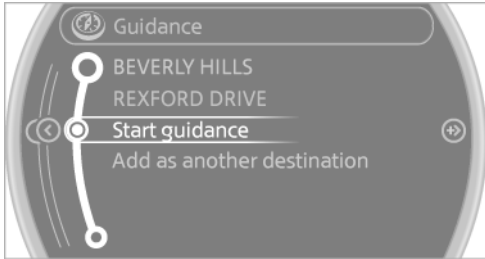 Guidance
BEVERLY HILLS
REXFORD DRIVE
Start guidance
Add as another destination